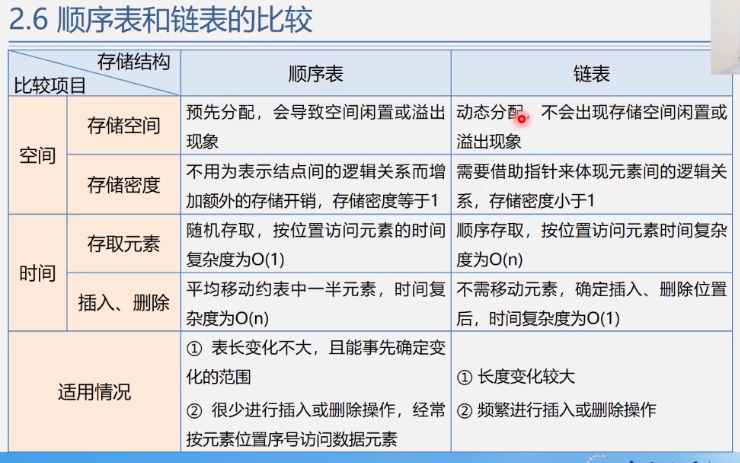 2.6 顺序表和链表的比较
存储结构
比较项目
顺序表
链表
空间
存储空间
预先分配，会导致空间闲置或溢出
现象
动态分配，不会出现存储空间闲置或
溢出现象
存储密度
不用为表示结点间的逻辑关系而增
加额外的存储开销，存储密度等于1
需要借助指针来体现元素间的逻辑关
系，存储密度小于1
时间
存取元素
随机存取，按位置访问元素的时间
复杂度为O(1)
顺序存取，按位置访问元素时间复杂
度为O(n)
插入、删除
平均移动约表中一半元素，时间复
杂度为O(n)
不需移动元素，确定插入、删除位置
后，时间复杂度为O(1)
适用情况
① 表长变化不大，且能事先确定变
化的范围
② 很少进行插入或删除操作，经常
按元素位置序号访问数据元素
① 长度变化较大
② 频繁进行插入或删除操作